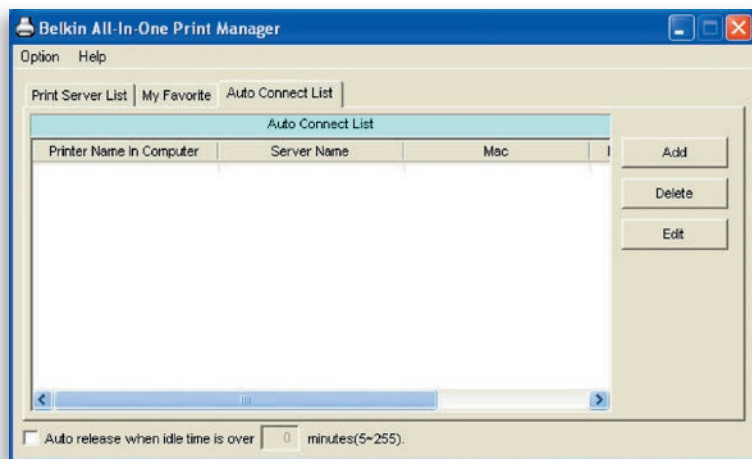 Belkin All-In-One Print Manager
Option Help
Print Server List My Favorite Auto Connect List
Auto Connect List
Printer Name In Computer Server Name Mac
Add
Delete
Edit
Auto release when idle time is over 0 minutes(5~255).